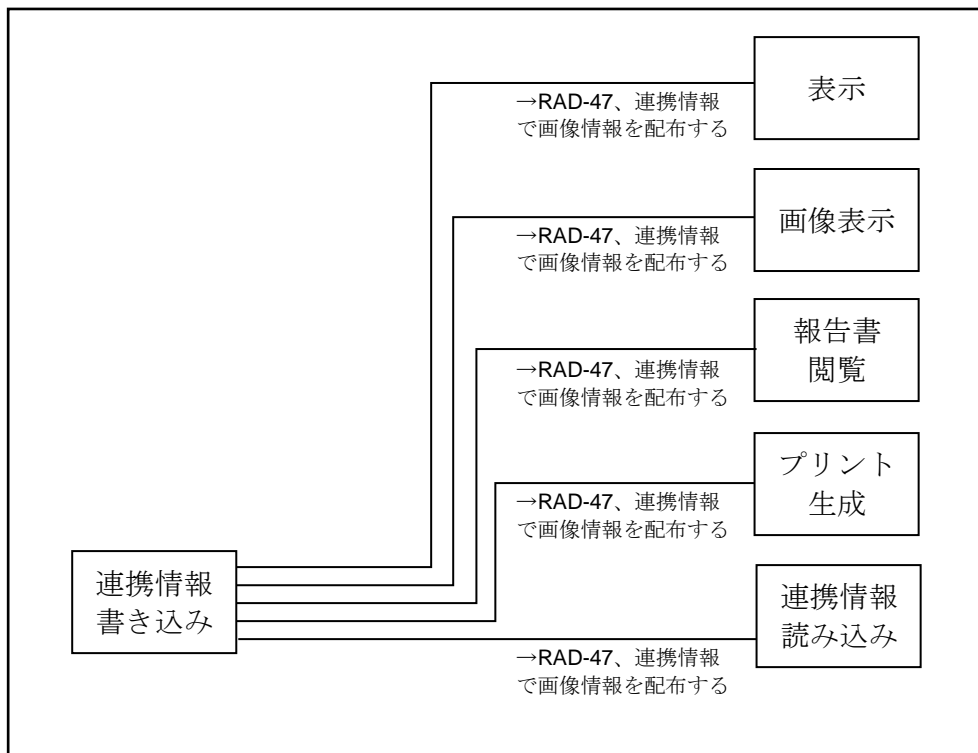 表示
→RAD-47、連携情報
で画像情報を配布する
画像表示
→RAD-47、連携情報
で画像情報を配布する
報告書
閲覧
→RAD-47、連携情報
で画像情報を配布する
プリント
生成
→RAD-47、連携情報
で画像情報を配布する
連携情報
書き込み
連携情報
読み込み
→RAD-47、連携情報
で画像情報を配布する